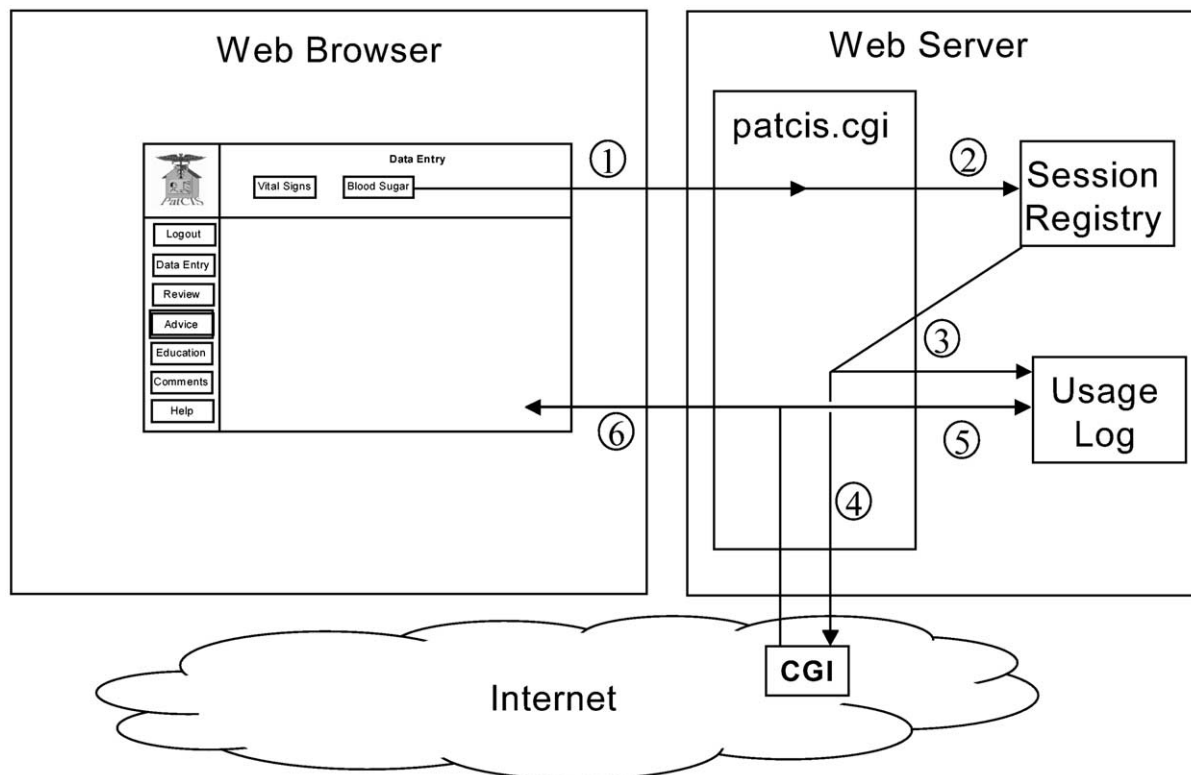 Web Browser
Web Server
patcis.cgi
Data Entry
Vital Signs
Blood Sugar
PatCIS
Logout
Data Entry
Review
Advice
Education
Comments
Help
1
2
Session
Registry
3
Usage
Log
6
5
4
CGI
Internet